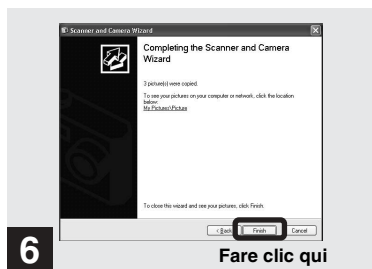 Scanner and Camera Wizard
Completing the Scanner and Camera
Wizard
3 picture(s) were copied.
To see your pictures on your computer or network, click the location
below:
My Pictures\Picture
To close this wizard and see your pictures, click Finish.
< Back
Finish
Cancel
6
Fare clic qui